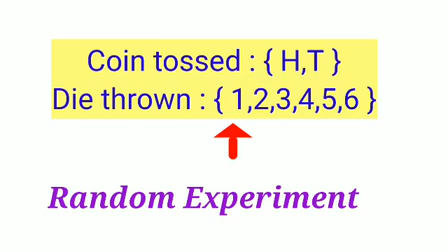 Coin tossed : { H,T }
Die thrown : { 1,2,3,4,5,6 }
Random Experiment